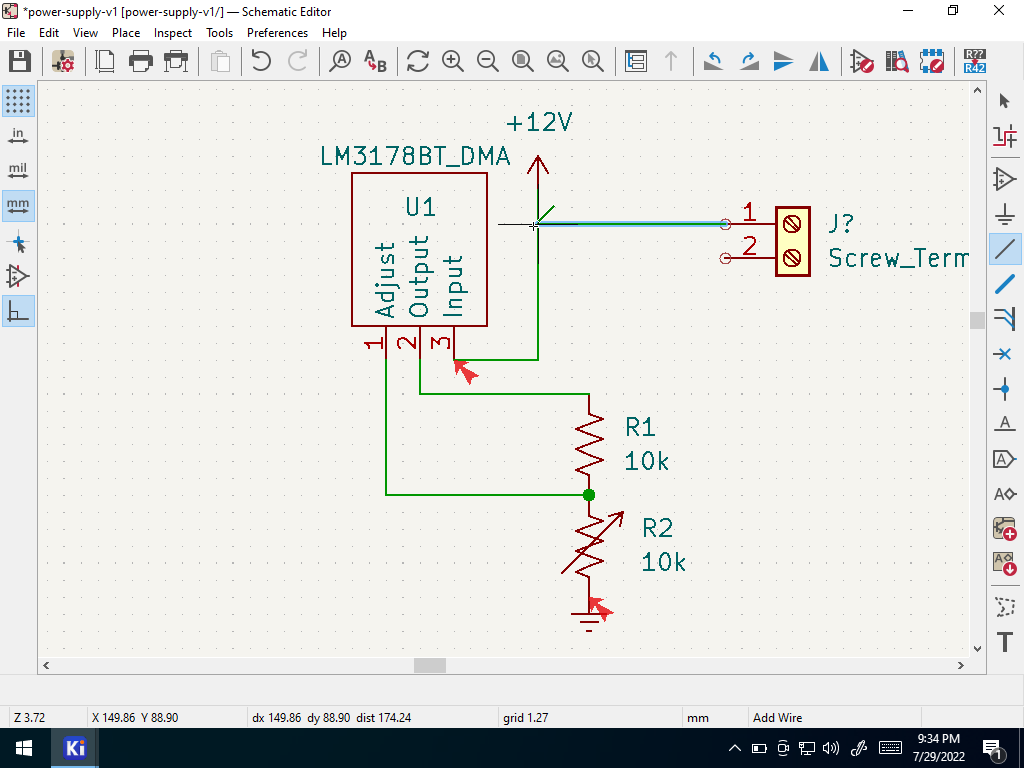 *power-supply-v1 [power-supply-v1/] — Schematic Editor
File Edit View Place Inspect Tools Preferences Help
R??
R42
in
mil
mm
+12V
LM3178BT_DMA
U1
Adjust
Output
Input
1
2
3
1
2
J?
Screw_Term
R1
10k
R2
10k
A
A
A
A
T
Z 3.72
X 149.86 Y 88.90
dx 149.86 dy 88.90 dist 174.24
grid 1.27
mm
Add Wire
Ki
9:34 PM
7/29/2022
1